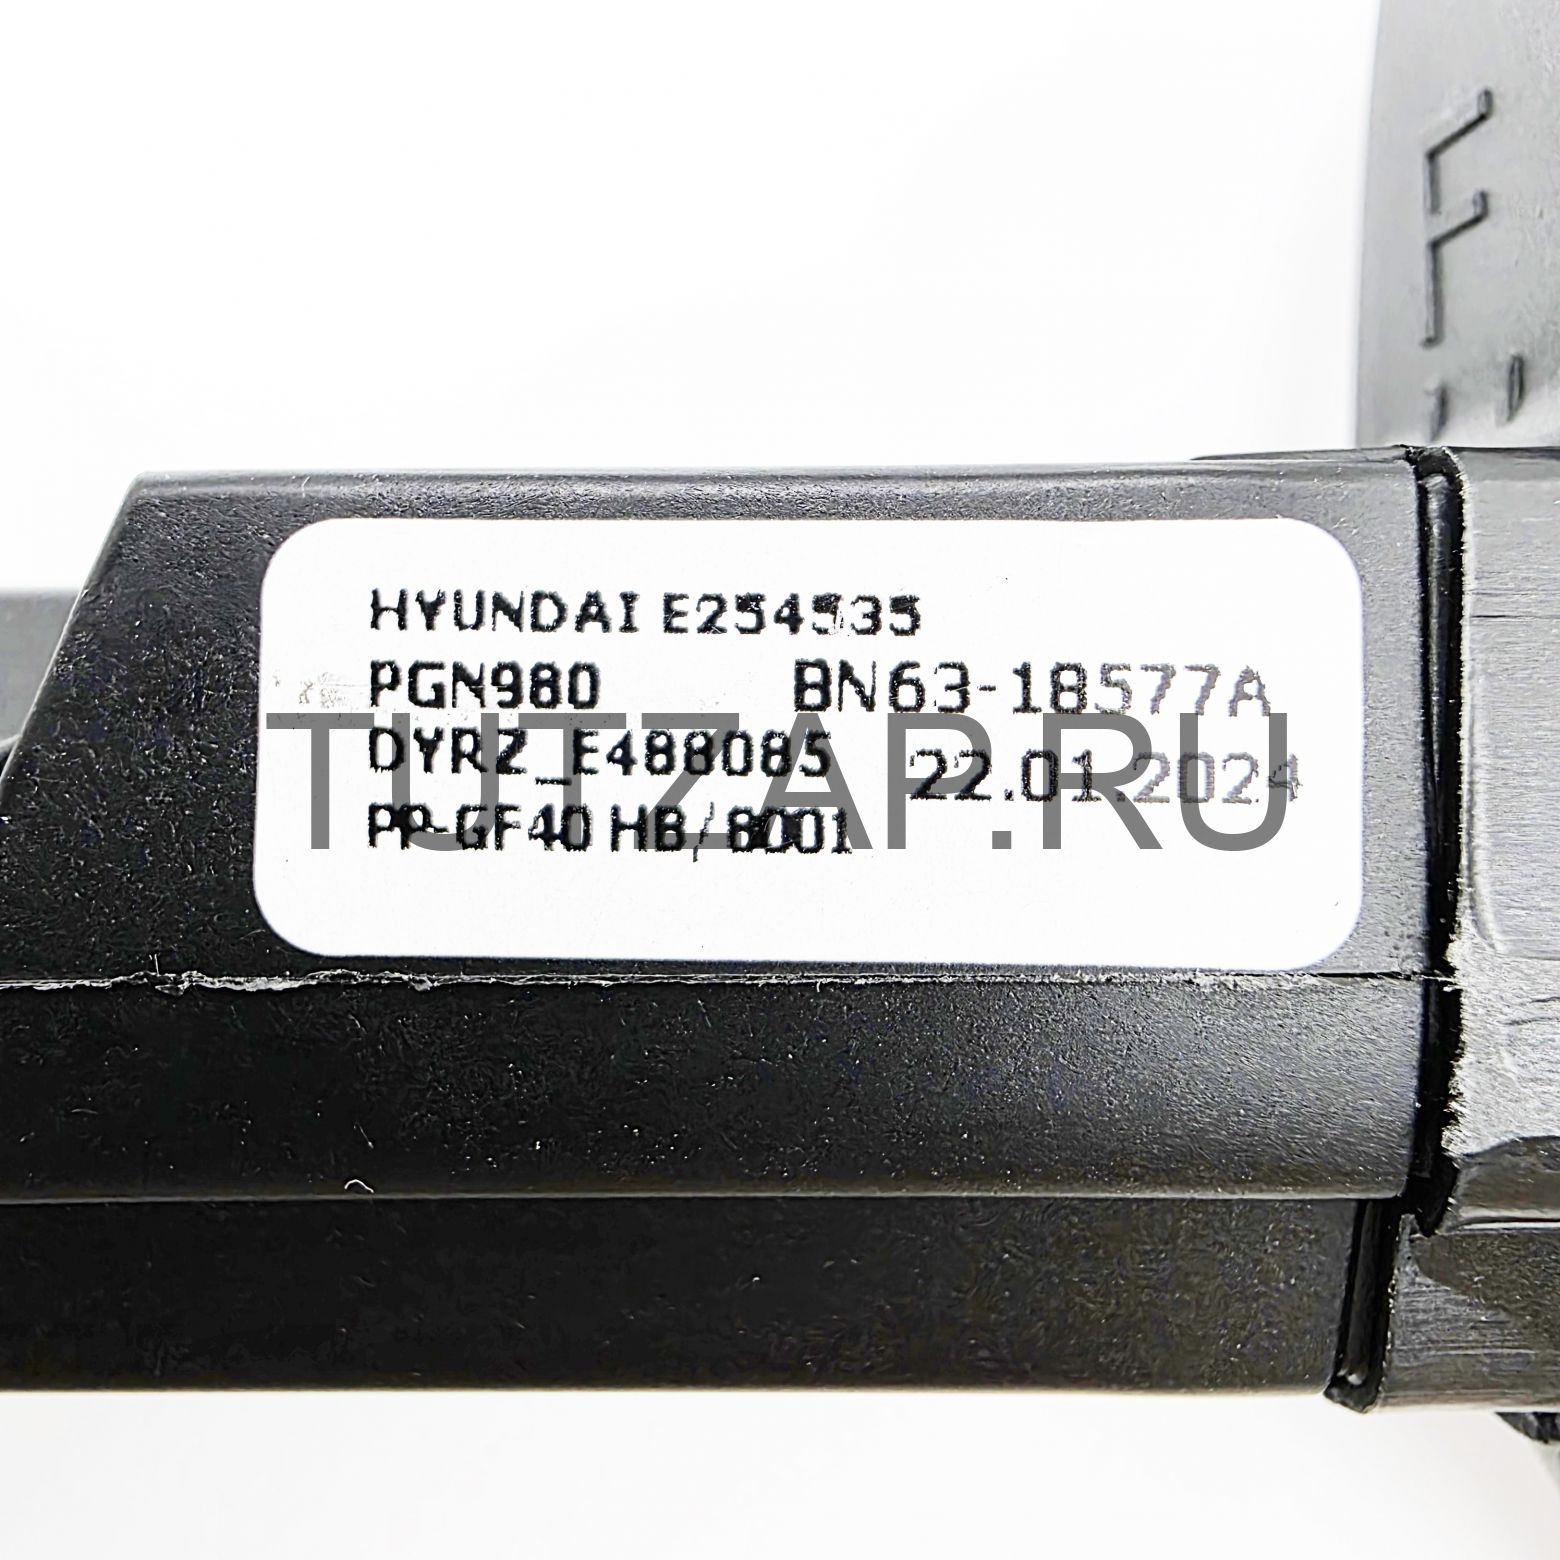 HYUNDAI E254535
PGN980 BN63-18577A
DYRZ_E488085 22.01.2024
PP-GF40 HB/8001
TUTZAP.RU